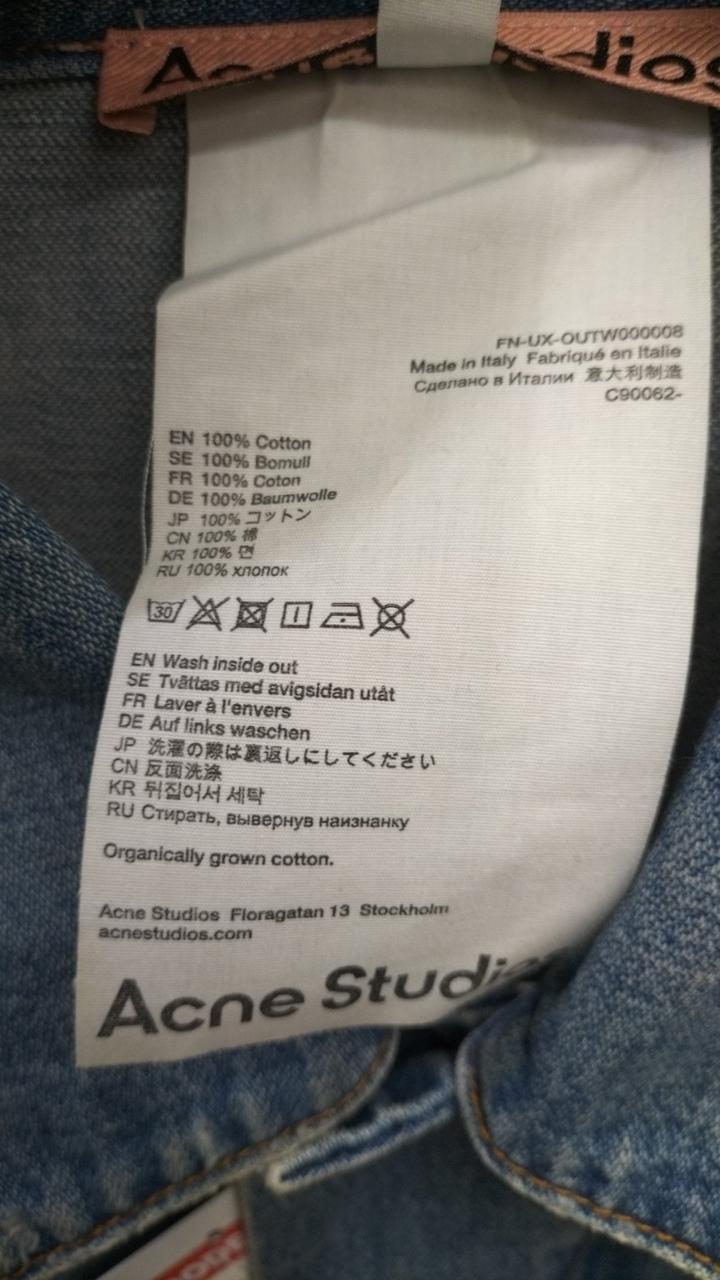 Acne Studios
FN-UX-OUTW000008
Made in Italy Fabriqué en Italie
Сделано в Италии 意大利制造
C90062-
EN 100% Cotton
SE 100% Bomull
FR 100% Coton
DE 100% Baumwolle
JP 100% コットン
CN 100% 棉
KR 100% 면
RU 100% хлопок
30
EN Wash inside out
SE Tvättas med avigsidan utåt
FR Laver à l'envers
DE Auf links waschen
JP 洗濯の際は裏返しにしてください
CN 反面洗涤
KR 뒤집어서 세탁
RU Стирать, вывернув наизнанку
Organically grown cotton.
Acne Studios Floragatan 13 Stockholm
acnestudios.com
Acne Studios